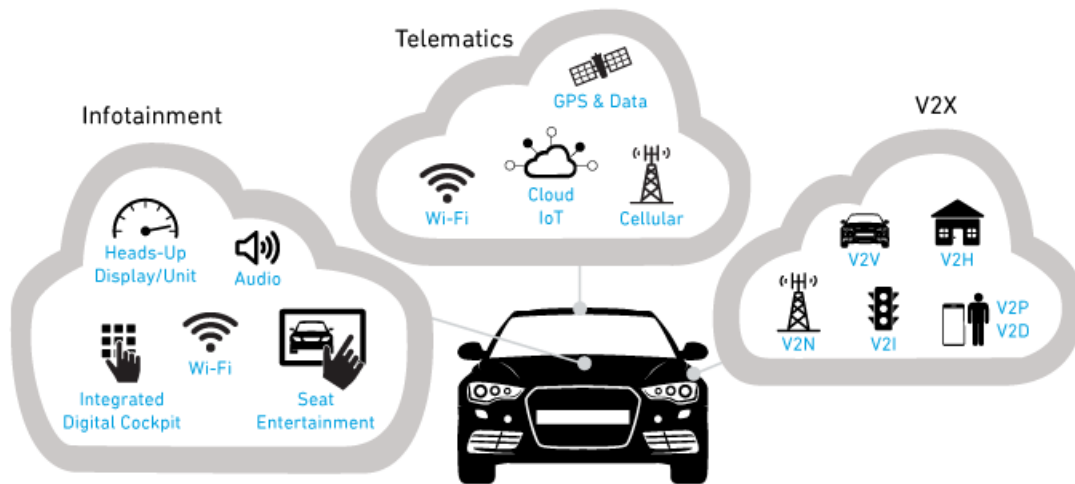 Telematics
GPS & Data
Wi-Fi
Cloud
IoT
Cellular
Infotainment
Heads-Up
Display/Unit
Audio
Integrated
Digital Cockpit
Wi-Fi
Seat
Entertainment
V2X
V2V
V2H
V2N
V2I
V2P
V2D